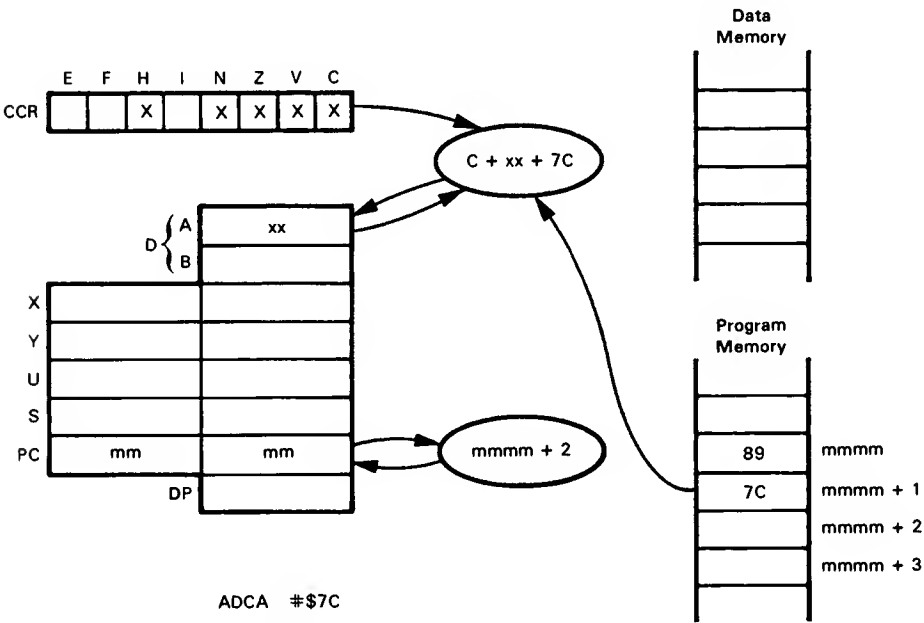 Data
Memory
E F H I N Z V C
CCR X X X X X
C + xx + 7C
D { A xx
B
X
Y
U
S
PC mm mm
mmmm + 2
DP
Program
Memory
89 mmmm
7C mmmm + 1
mmmm + 2
mmmm + 3
ADCA #$7C